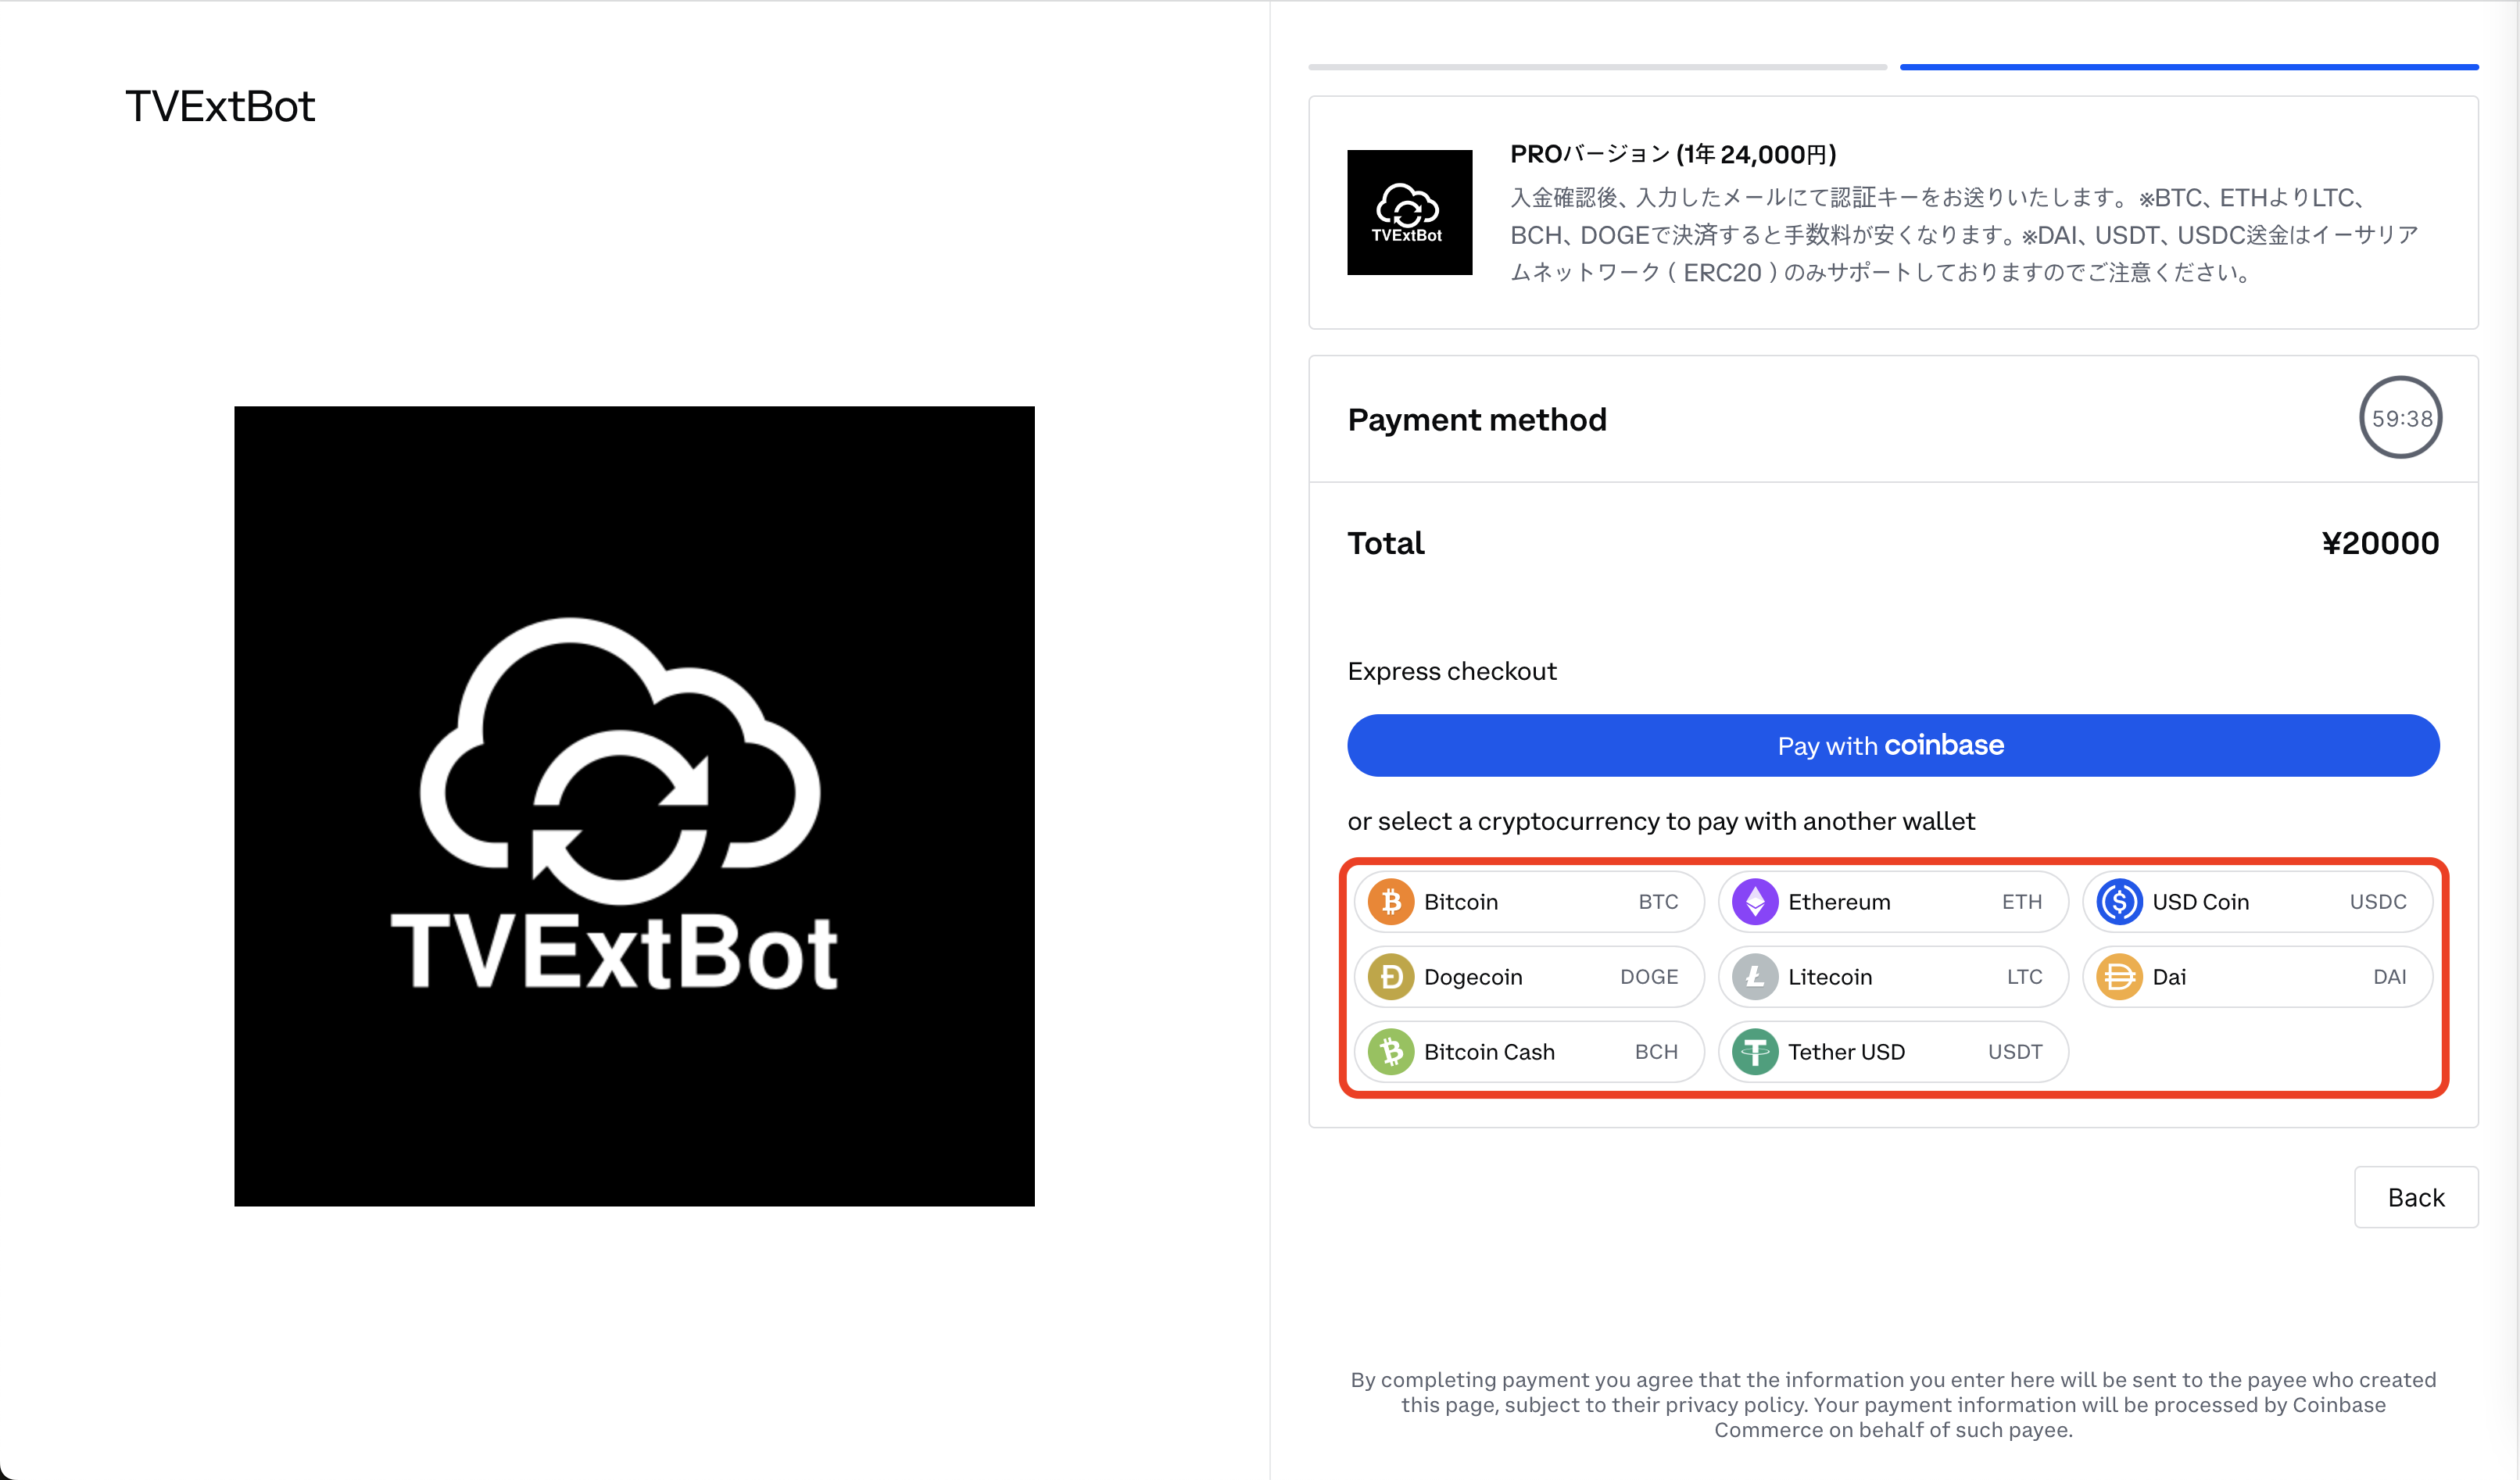 TVExtBot
TVExtBot
TVExtBot
PROバージョン (1年 24,000円)
入金確認後、入力したメールにて認証キーをお送りいたします。※BTC、ETHよりLTC、
BCH、DOGEで決済すると手数料が安くなります。※DAI、USDT、USDC送金はイーサリア
ムネットワーク ( ERC20 ) のみサポートしておりますのでご注意ください。
Payment method
59:38
Total
¥20000
Express checkout
Pay with coinbase
or select a cryptocurrency to pay with another wallet
Bitcoin BTC
Ethereum ETH
USD Coin USDC
Dogecoin DOGE
Litecoin LTC
Dai DAI
Bitcoin Cash BCH
Tether USD USDT
Back
By completing payment you agree that the information you enter here will be sent to the payee who created
this page, subject to their privacy policy. Your payment information will be processed by Coinbase
Commerce on behalf of such payee.